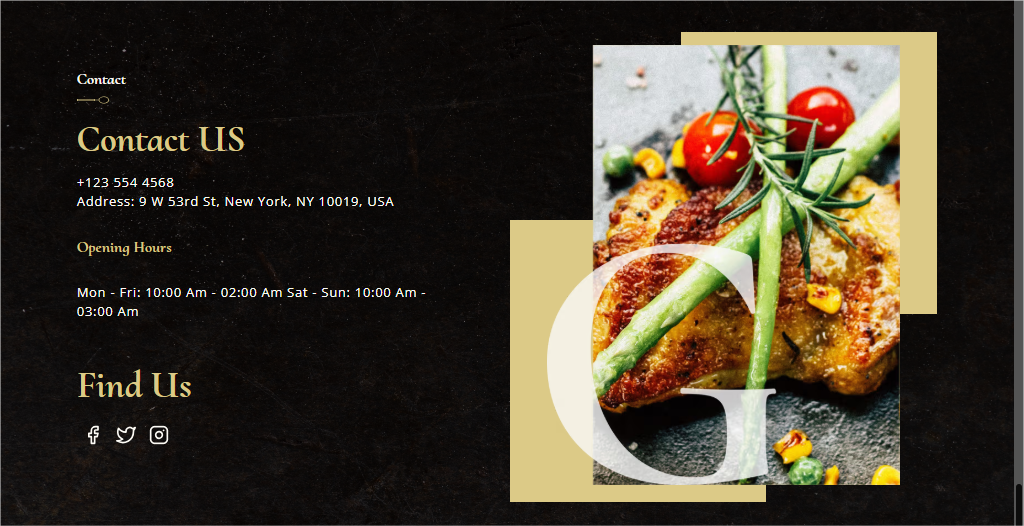 Contact
Contact US
+123 554 4568
Address: 9 W 53rd St, New York, NY 10019, USA
Opening Hours
Mon - Fri: 10:00 Am - 02:00 Am Sat - Sun: 10:00 Am -
03:00 Am
Find Us
G